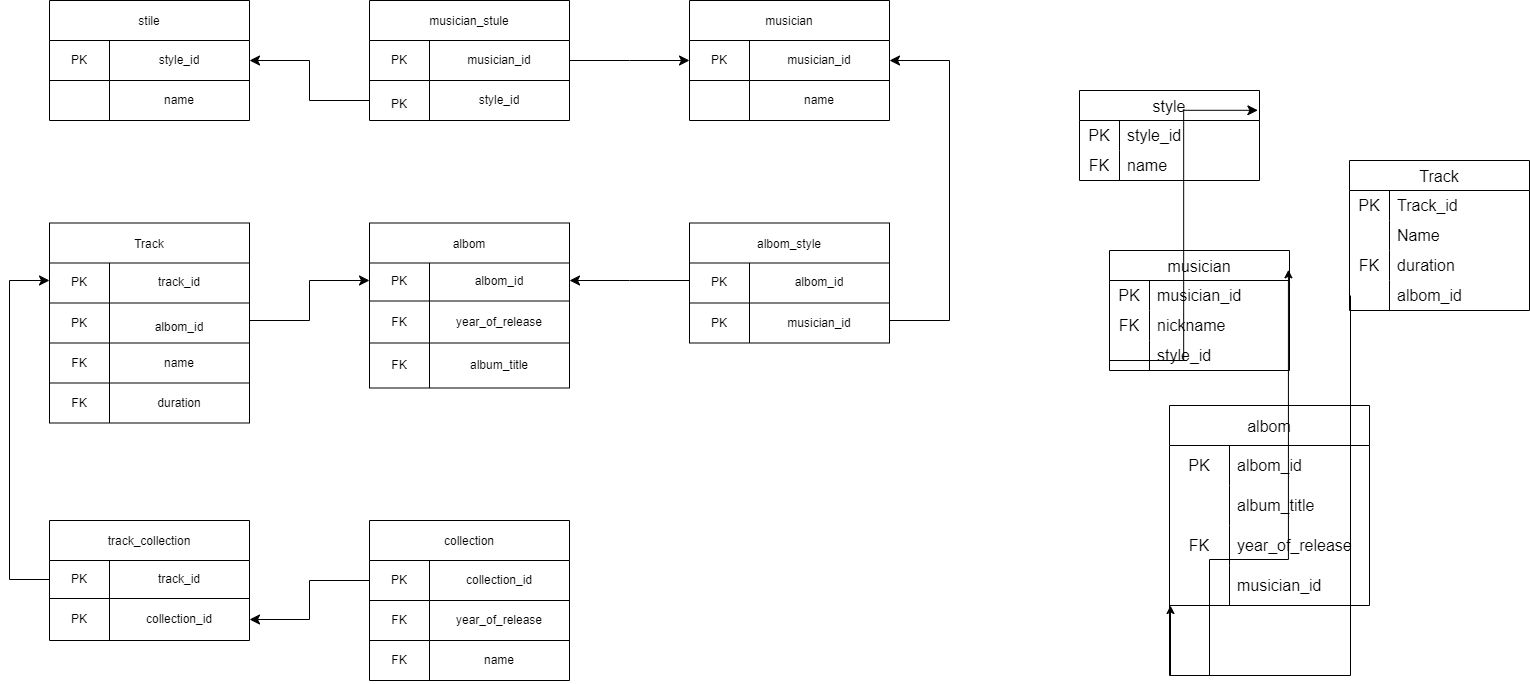 stile
PK style_id
name
musician_stule
PK musician_id
PK style_id
musician
PK musician_id
name
Track
PK track_id
PK albom_id
FK name
FK duration
albom
PK albom_id
FK year_of_release
FK album_title
albom_style
PK albom_id
PK musician_id
track_collection
PK track_id
PK collection_id
collection
PK collection_id
FK year_of_release
FK name
style
PK style_id
FK name
Track
PK Track_id
Name
FK duration
albom_id
musician
PK musician_id
FK nickname
style_id
albom
PK albom_id
album_title
FK year_of_release
musician_id